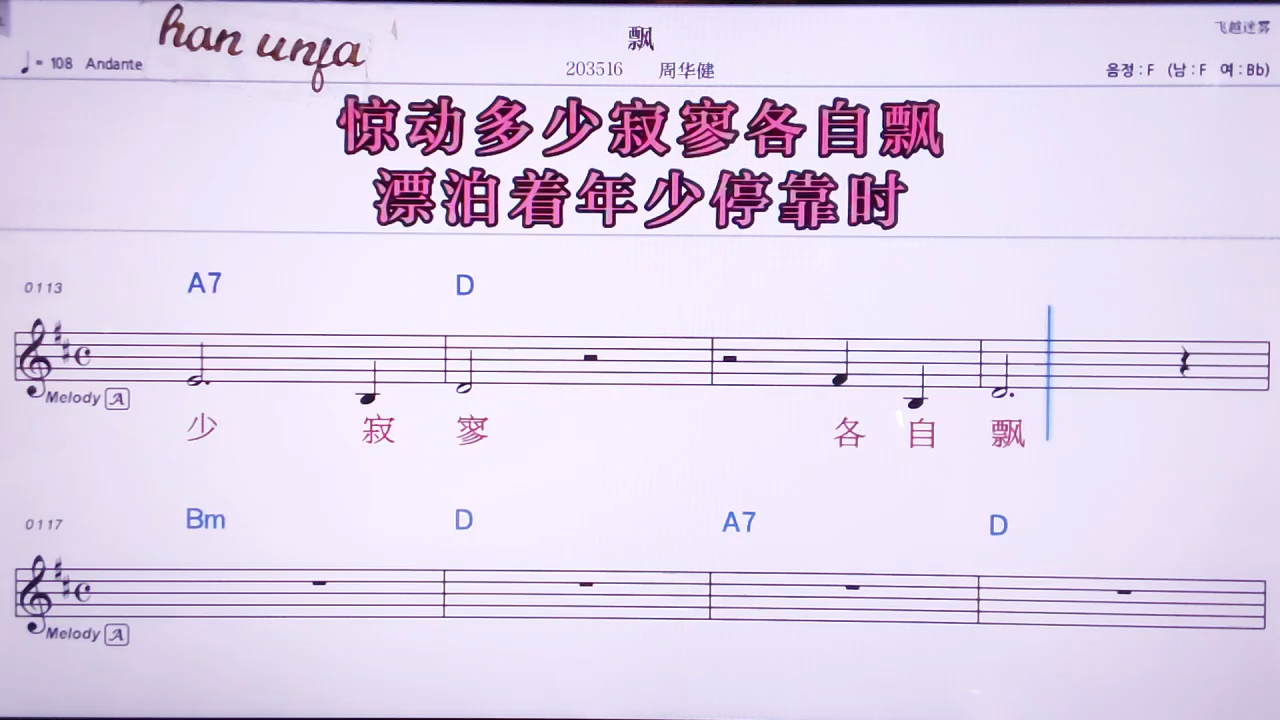 han unfa
飘
飞越迷雾
♩= 108 Andante
203516 周华健
음정 : F (남 : F 여 : Bb)
惊动多少寂寥各自飘
漂泊着年少停靠时
0113 A7 D
Melody A
少 寂 寥 各 自 飘
0117 Bm D A7 D
Melody A